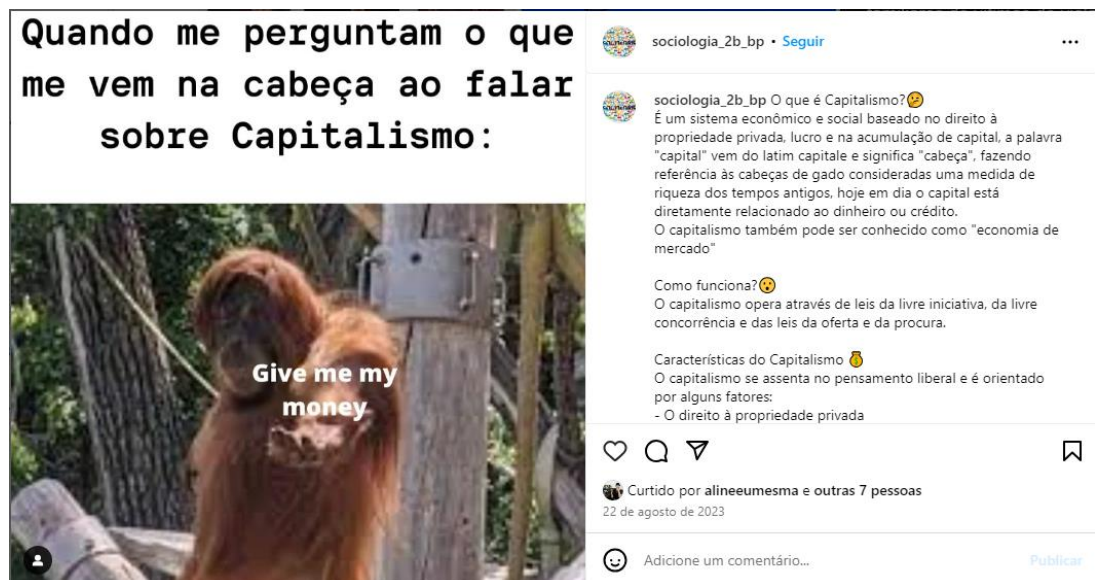 Quando me perguntam o que
me vem na cabeça ao falar
sobre Capitalismo:
Give me my
money
sociologia_2b_bp • Seguir
sociologia_2b_bp O que é Capitalismo?🤔
É um sistema econômico e social baseado no direito à
propriedade privada, lucro e na acumulação de capital, a palavra
"capital" vem do latim capitale e significa "cabeça", fazendo
referência às cabeças de gado consideradas uma medida de
riqueza dos tempos antigos, hoje em dia o capital está
diretamente relacionado ao dinheiro ou crédito.
O capitalismo também pode ser conhecido como "economia de
mercado"
Como funciona?😮
O capitalismo opera através de leis da livre iniciativa, da livre
concorrência e das leis da oferta e da procura.
Características do Capitalismo 💰
O capitalismo se assenta no pensamento liberal e é orientado
por alguns fatores:
- O direito à propriedade privada
Curtido por alineeumesma e outras 7 pessoas
22 de agosto de 2023
Adicione um comentário...
Publicar